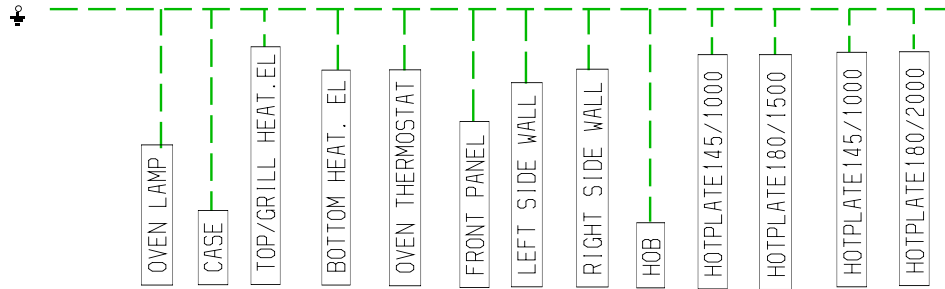 OVEN LAMP
CASE
TOP/GRILL HEAT.EL
BOTTOM HEAT. EL
OVEN THERMOSTAT
FRONT PANEL
LEFT SIDE WALL
RIGHT SIDE WALL
HOB
HOTPLATE145/1000
HOTPLATE180/1500
HOTPLATE145/1000
HOTPLATE180/2000